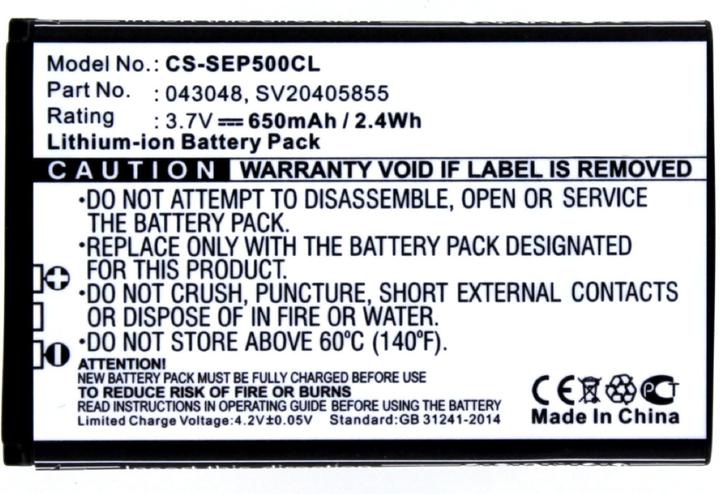 Model No.: CS-SEP500CL
Part No. : 043048, SV20405855
Rating : 3.7V 650mAh / 2.4Wh
Lithium-ion Battery Pack
CAUTION WARRANTY VOID IF LABEL IS REMOVED
•DO NOT ATTEMPT TO DISASSEMBLE, OPEN OR SERVICE
THE BATTERY PACK.
•REPLACE ONLY WITH THE BATTERY PACK DESIGNATED
FOR THIS PRODUCT.
•DO NOT CRUSH, PUNCTURE, SHORT EXTERNAL CONTACTS
OR DISPOSE OF IN FIRE OR WATER.
•DO NOT STORE ABOVE 60°C (140°F).
ATTENTION!
NEW BATTERY PACK MUST BE FULLY CHARGED BEFORE USE
TO REDUCE RISK OF FIRE OR BURNS
READ INSTRUCTIONS IN OPERATING GUIDE BEFORE USING THE BATTERY
Limited Charge Voltage:4.2V±0.05V Standard:GB 31241-2014
CE PCT
Made In China